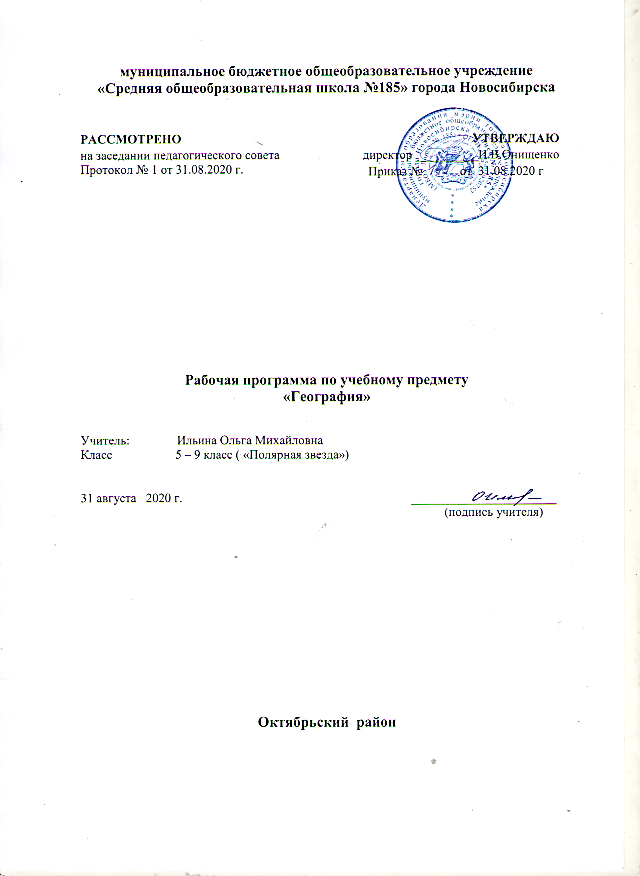 муниципальное бюджетное общеобразовательное учреждение
«Средняя общеобразовательная школа №185» города Новосибирска
РАССМОТРЕНО УТВЕРЖДАЮ
на заседании педагогического совета директор И.Н.Онищенко
Протокол № 1 от 31.08.2020 г. Приказ № от 31.08.2020 г
Рабочая программа по учебному предмету
«География»
Учитель: Ильина Ольга Михайловна
Класс 5 – 9 класс ( «Полярная звезда»)
31 августа 2020 г.
(подпись учителя)
Октябрьский район